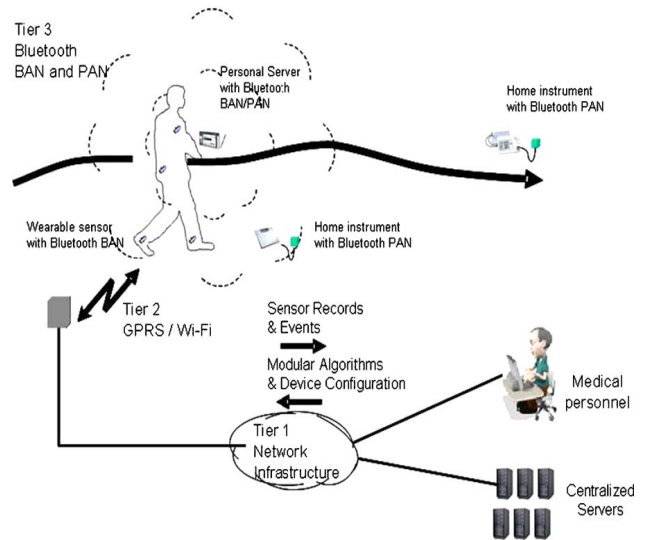 Tier 3
Bluetooth
BAN and PAN
Personal Server
with Bluetooth
BAN/PAN
Home instrument
with Bluetooth PAN
Wearable sensor
with Bluetooth BAN
Home instrument
with Bluetooth PAN
Tier 2
GPRS / Wi-Fi
Sensor Records
& Events
Modular Algorithms
& Device Configuration
Tier 1
Network
Infrastructure
Medical
personnel
Centralized
Servers